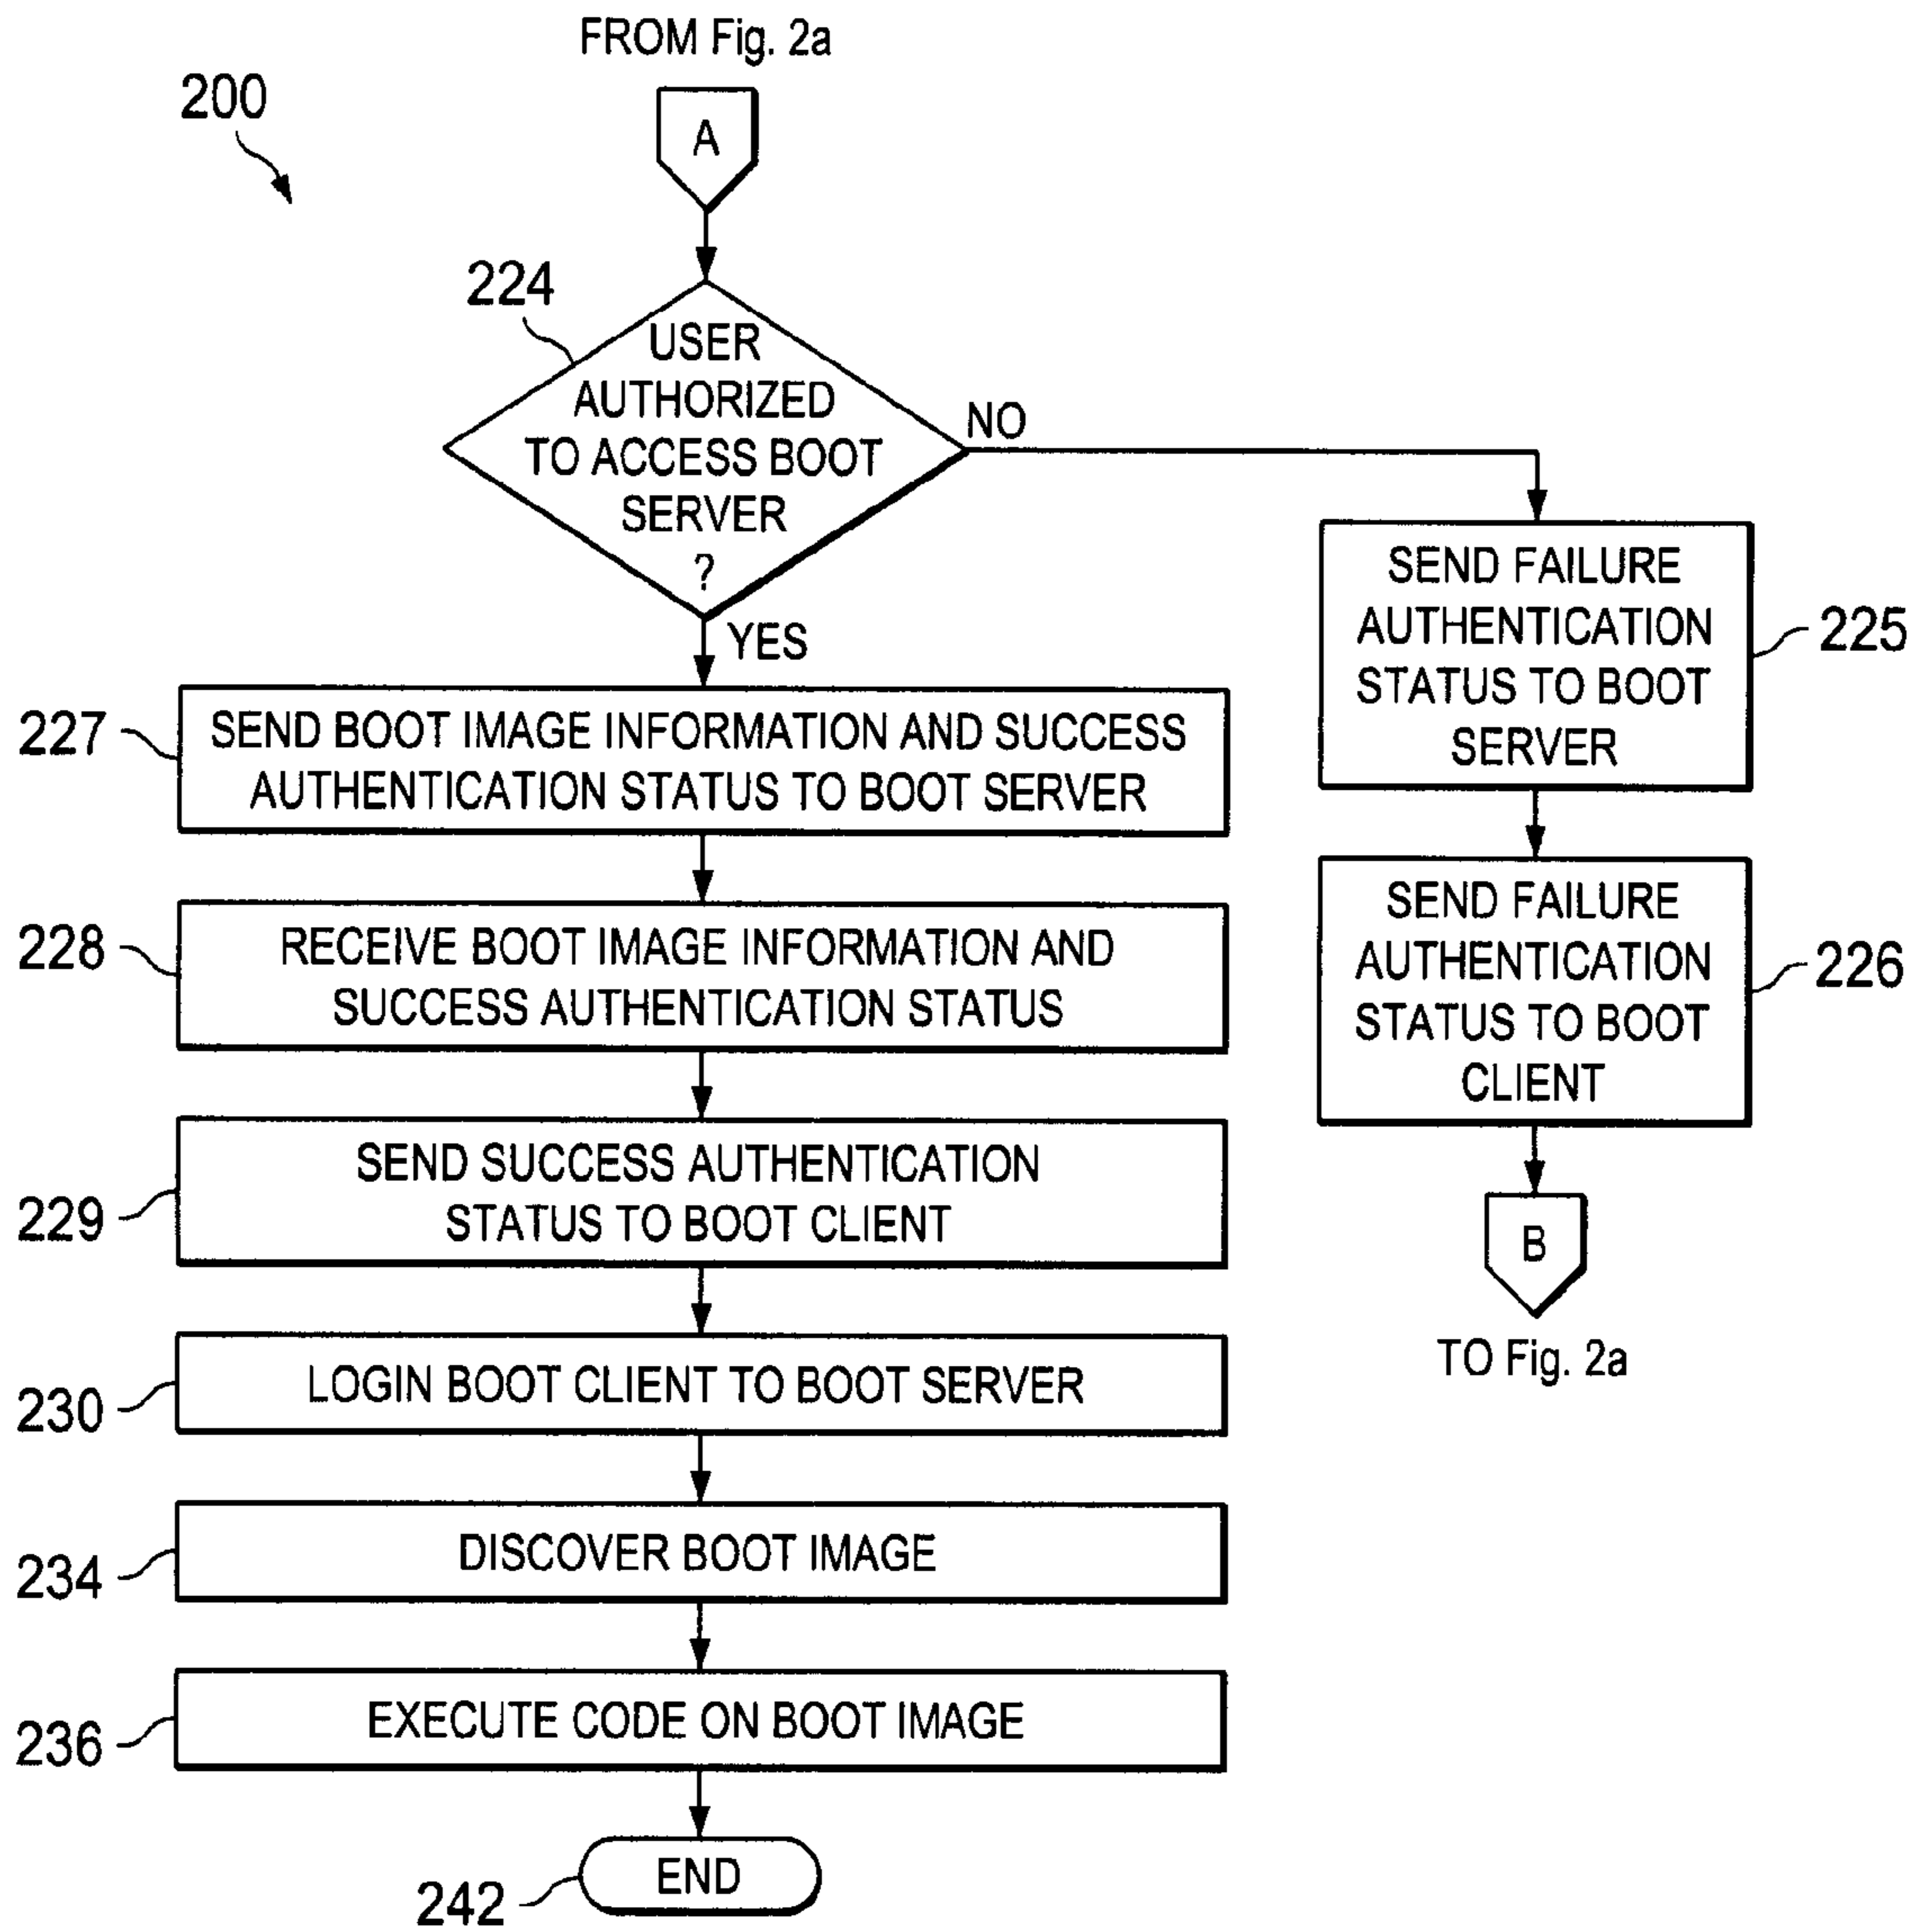 FROM Fig. 2a
200
A
224
USER
AUTHORIZED
TO ACCESS BOOT
SERVER
?
NO
YES
SEND FAILURE
AUTHENTICATION
STATUS TO BOOT
SERVER
225
227
SEND BOOT IMAGE INFORMATION AND SUCCESS
AUTHENTICATION STATUS TO BOOT SERVER
SEND FAILURE
AUTHENTICATION
STATUS TO BOOT
CLIENT
226
228
RECEIVE BOOT IMAGE INFORMATION AND
SUCCESS AUTHENTICATION STATUS
229
SEND SUCCESS AUTHENTICATION
STATUS TO BOOT CLIENT
B
TO Fig. 2a
230
LOGIN BOOT CLIENT TO BOOT SERVER
234
DISCOVER BOOT IMAGE
236
EXECUTE CODE ON BOOT IMAGE
242
END